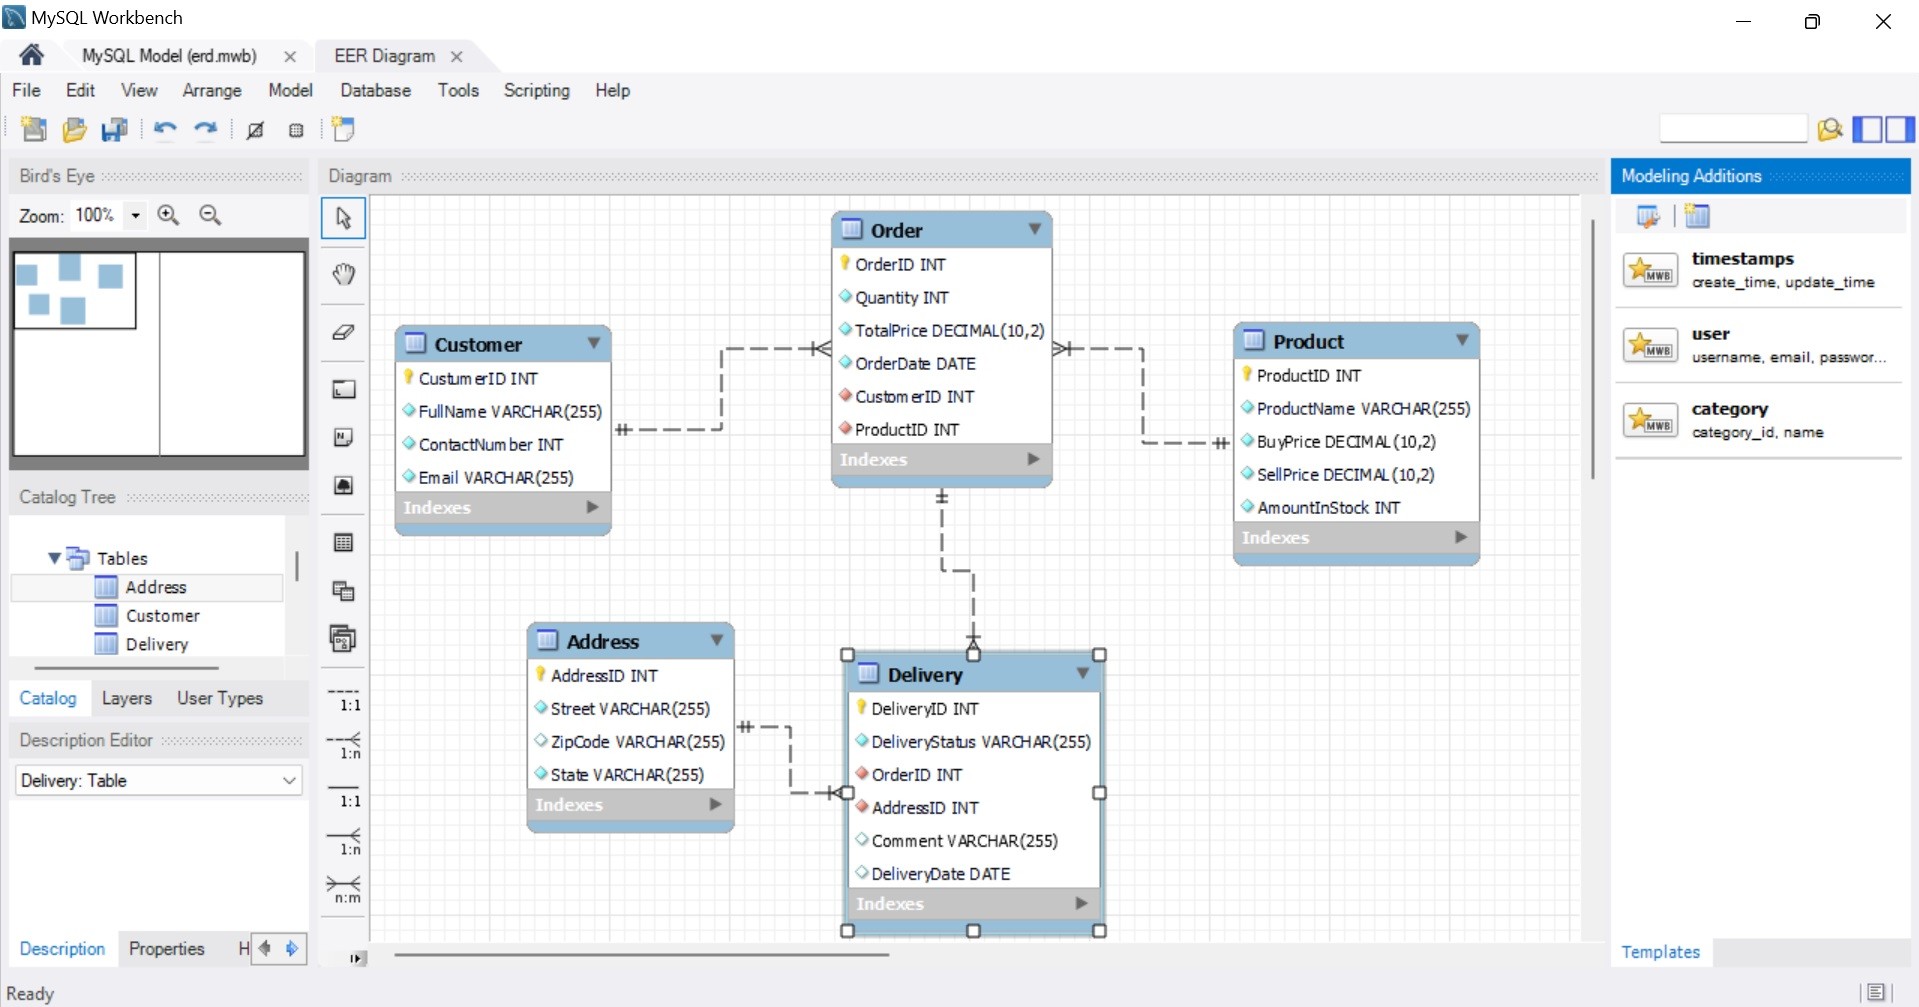 MySQL Workbench
MySQL Model (erd.mwb)
EER Diagram
File Edit View Arrange Model Database Tools Scripting Help
Bird's Eye
Zoom: 100%
Catalog Tree
Tables
Address
Customer
Delivery
Catalog Layers User Types
Description Editor
Delivery: Table
Description Properties H
Ready
Diagram
1:1
1:n
1:1
1:n
n:m
Customer
CustumerID INT
FullName VARCHAR(255)
ContactNumber INT
Email VARCHAR(255)
Indexes
Order
OrderID INT
Quantity INT
TotalPrice DECIMAL(10,2)
OrderDate DATE
CustomerID INT
ProductID INT
Indexes
Product
ProductID INT
ProductName VARCHAR(255)
BuyPrice DECIMAL(10,2)
SellPrice DECIMAL(10,2)
AmountInStock INT
Indexes
Address
AddressID INT
Street VARCHAR(255)
ZipCode VARCHAR(255)
State VARCHAR(255)
Indexes
Delivery
DeliveryID INT
DeliveryStatus VARCHAR(255)
OrderID INT
AddressID INT
Comment VARCHAR(255)
DeliveryDate DATE
Indexes
Modeling Additions
MWB
timestamps
create_time, update_time
MWB
user
username, email, passwor...
MWB
category
category_id, name
Templates